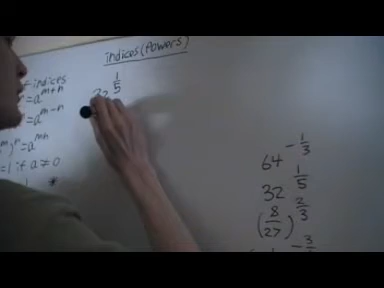 indices (powers)
indices
= a^{m+n}
= a^{m-n}
= a^{mn}
= 1 if a ≠ 0
32^{1/5}
64^{-1/3}
32^{1/5}
(8/27)^{2/3}